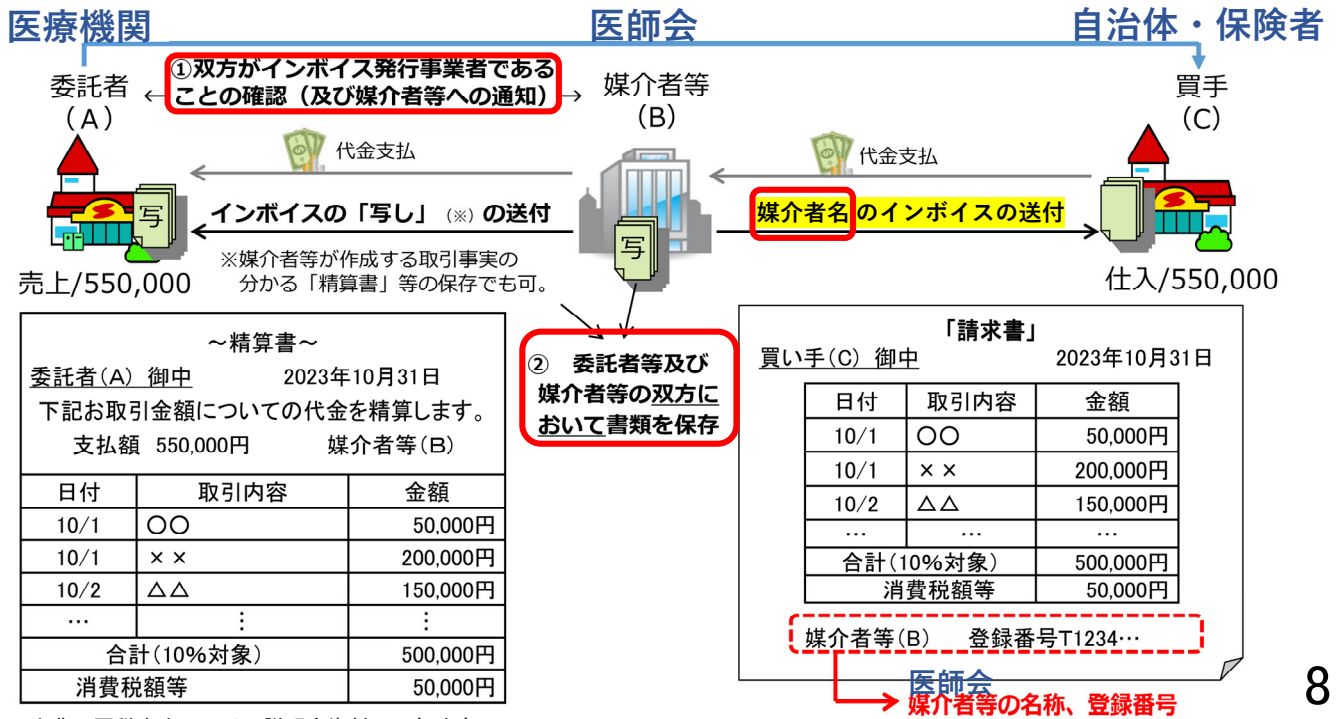 医療機関
医師会
自治体・保険者
①双方がインボイス発行事業者である
ことの確認（及び媒介者等への通知）
委託者
（A）
媒介者等
（B）
買手
（C）
代金支払
代金支払
インボイスの「写し」（※）の送付
媒介者名のインボイスの送付
写
写
※媒介者等が作成する取引事実の
分かる「精算書」等の保存でも可。
売上/550,000
仕入/550,000
～精算書～
委託者(A) 御中 2023年10月31日
下記お取引金額についての代金を精算します。
支払額 550,000円 媒介者等(B)
日付 取引内容 金額
10/1 〇〇 50,000円
10/1 ×× 200,000円
10/2 △△ 150,000円
… ⋮ ⋮
合計(10%対象) 500,000円
消費税額等 50,000円
② 委託者等及び
媒介者等の双方に
おいて書類を保存
「請求書」
買い手(C) 御中 2023年10月31日
日付 取引内容 金額
10/1 〇〇 50,000円
10/1 ×× 200,000円
10/2 △△ 150,000円
… … …
合計(10%対象) 500,000円
消費税額等 50,000円
媒介者等(B) 登録番号T1234…
医師会
媒介者等の名称、登録番号
8